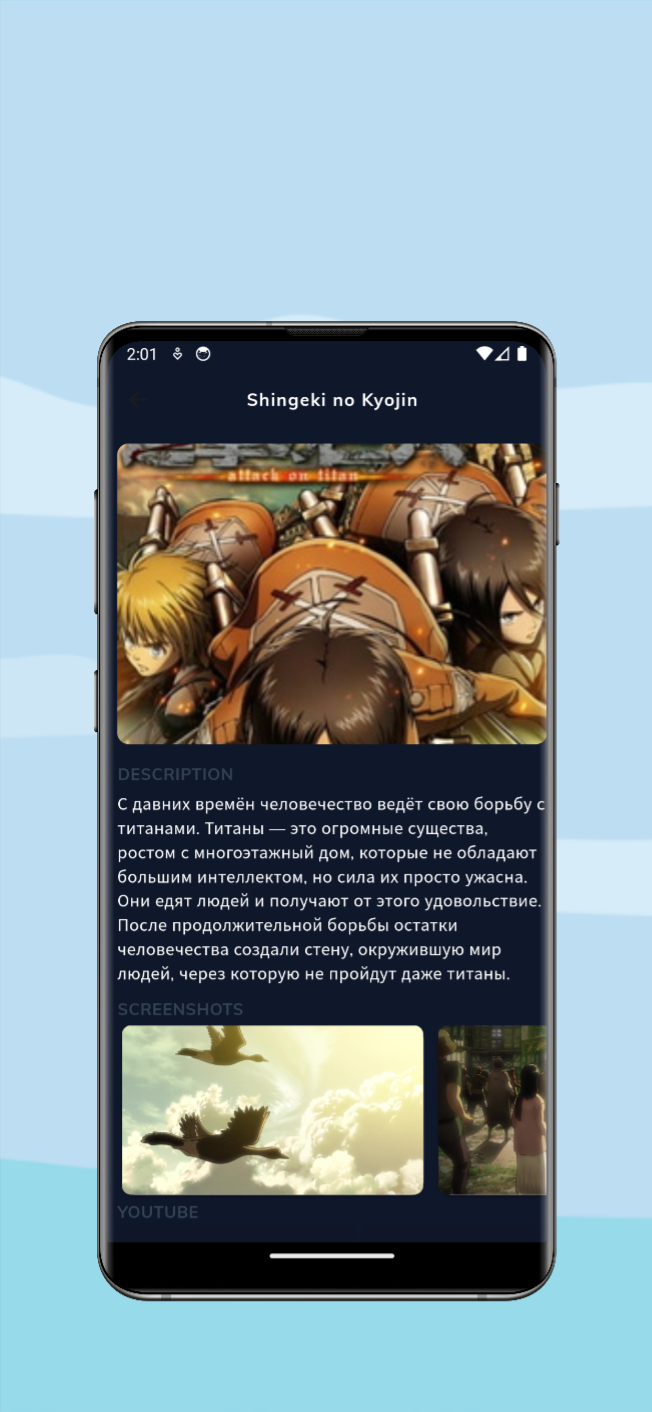 2:01
Shingeki no Kyojin
attack on titan
DESCRIPTION
С давних времён человечество ведёт свою борьбу с
титанами. Титаны — это огромные существа,
ростом с многоэтажный дом, которые не обладают
большим интеллектом, но сила их просто ужасна.
Они едят людей и получают от этого удовольствие.
После продолжительной борьбы остатки
человечества создали стену, окружившую мир
людей, через которую не пройдут даже титаны.
SCREENSHOTS
YOUTUBE